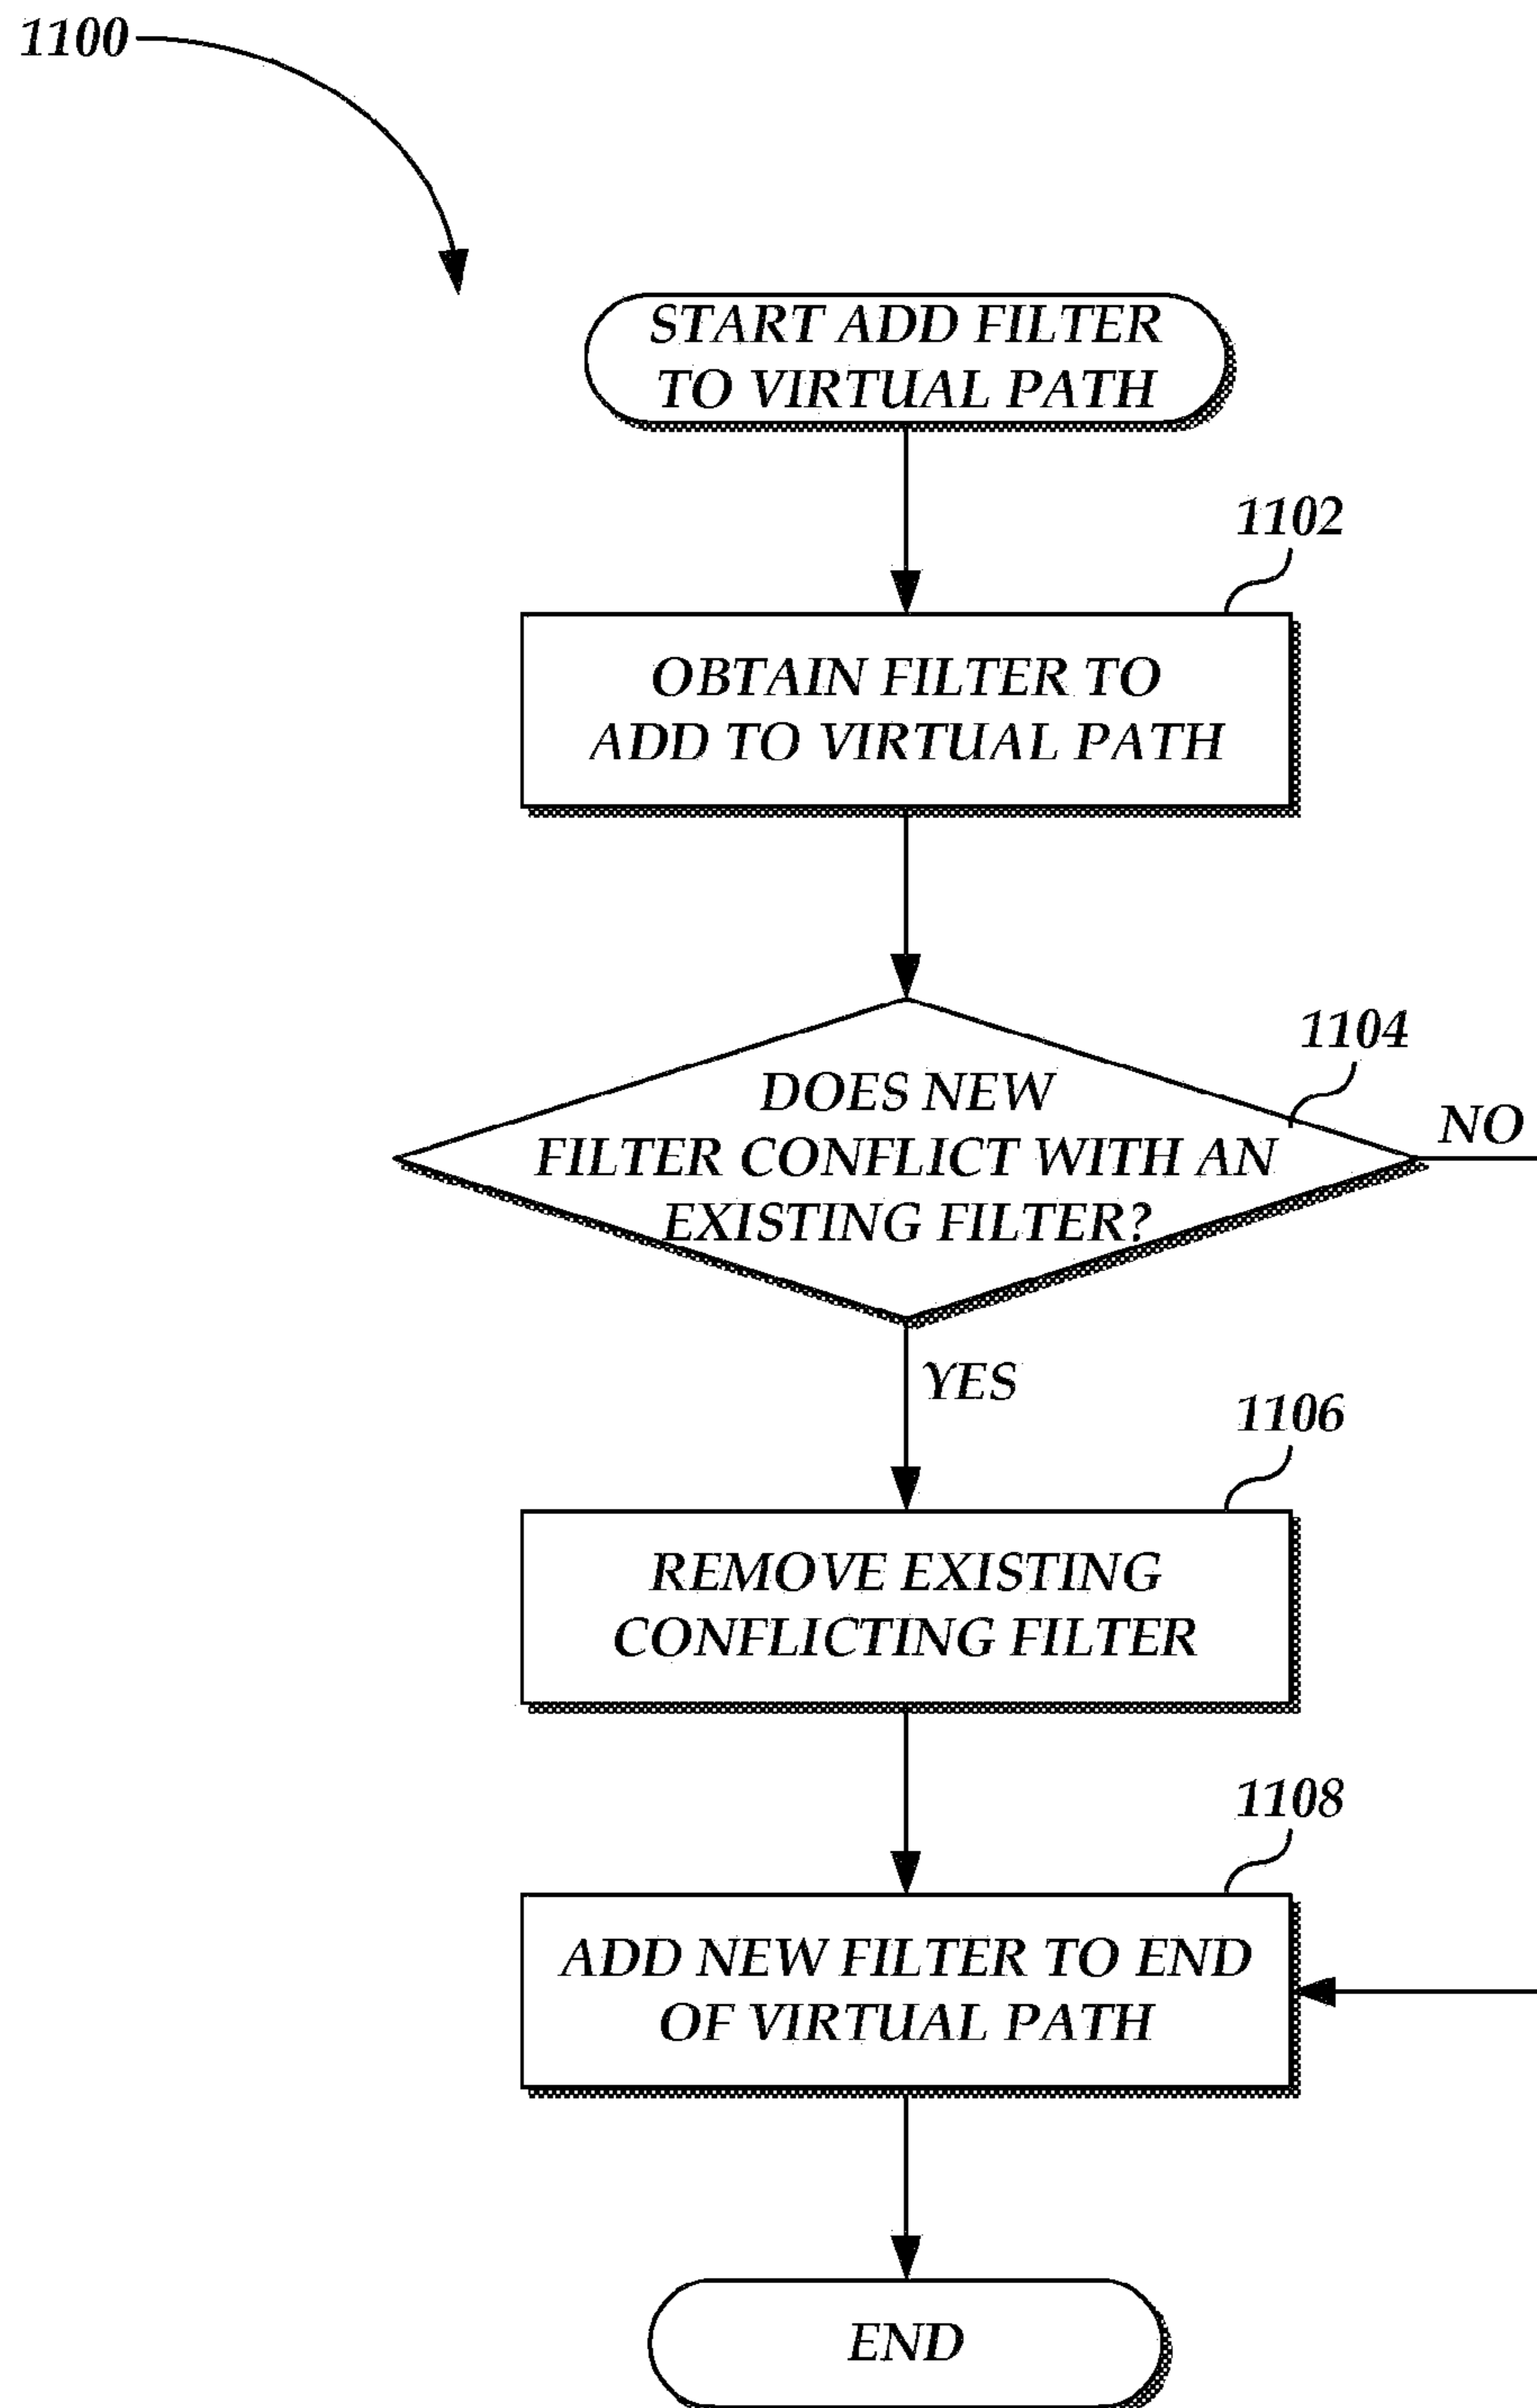 1100
START ADD FILTER
TO VIRTUAL PATH
1102
OBTAIN FILTER TO
ADD TO VIRTUAL PATH
1104
DOES NEW
FILTER CONFLICT WITH AN
EXISTING FILTER?
NO
YES
1106
REMOVE EXISTING
CONFLICTING FILTER
1108
ADD NEW FILTER TO END
OF VIRTUAL PATH
END